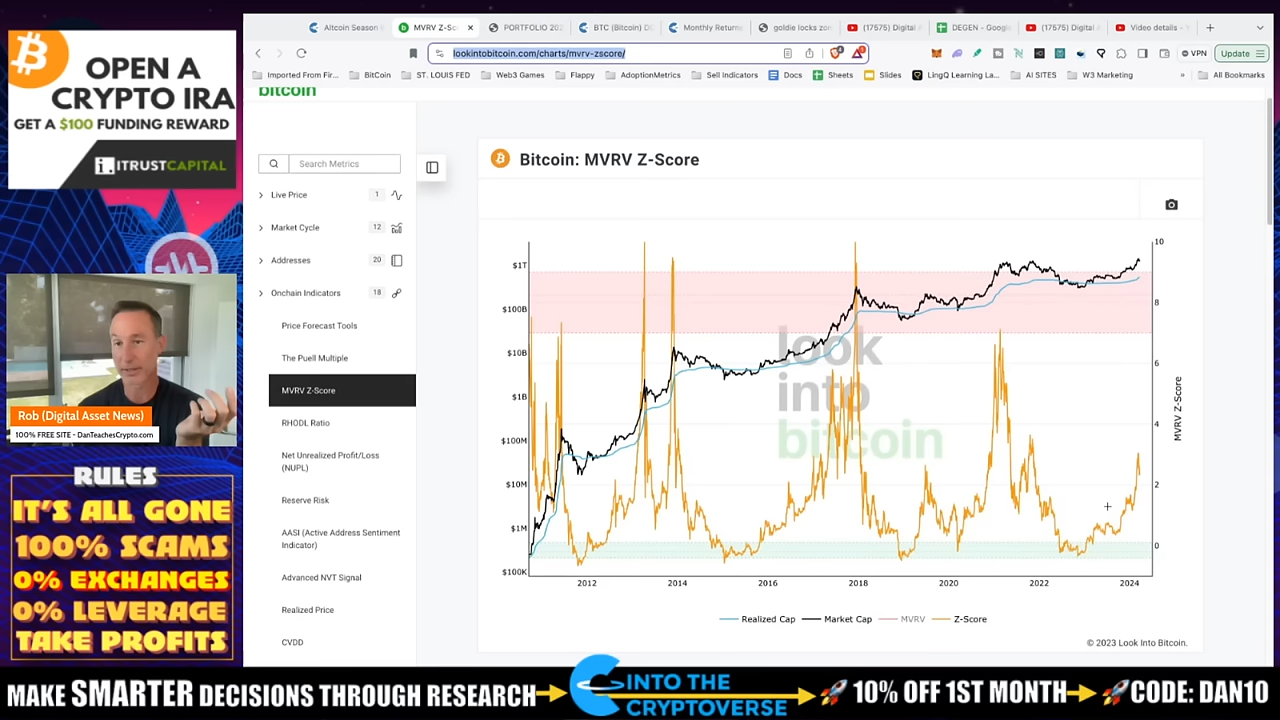 OPEN A
CRYPTO IRA
GET A $100 FUNDING REWARD
ITRUSTCAPITAL
Rob (Digital Asset News)
100% FREE SITE - DanTeachesCrypto.com
RULES
IT'S ALL GONE
100% SCAMS
0% EXCHANGES
0% LEVERAGE
TAKE PROFITS
Altcoin Season
MVRV Z-Sc
PORTFOLIO 202
BTC (Bitcoin) D
Monthly Return
goldie locks zon
(17575) Digital
DEGEN - Google
(17575) Digital
Video details -
lookintobitcoin.com/charts/mvrv-zscore/
VPN
Update
Imported From Fir...
BitCoin
ST. LOUIS FED
Web3 Games
Flappy
AdoptionMetrics
Sell Indicators
Docs
Sheets
Slides
LingQ Learning La...
AI SITES
W3 Marketing
All Bookmarks
bitcoin
Search Metrics
Live Price 1
Market Cycle 12
Addresses 20
Onchain Indicators 18
Price Forecast Tools
The Puell Multiple
MVRV Z-Score
RHODL Ratio
Net Unrealized Profit/Loss
(NUPL)
Reserve Risk
AASI (Active Address Sentiment
Indicator)
Advanced NVT Signal
Realized Price
CVDD
Bitcoin: MVRV Z-Score
$1T
$100B
$10B
$1B
$100M
$10M
$1M
$100K
look
into
bitcoin
10
8
6
4
2
0
MVRV Z-Score
2012 2014 2016 2018 2020 2022 2024
Realized Cap Market Cap MVRV Z-Score
© 2023 Look Into Bitcoin.
MAKE SMARTER DECISIONS THROUGH RESEARCH
INTO THE
CRYPTOVERSE
10% OFF 1ST MONTH
CODE: DAN10